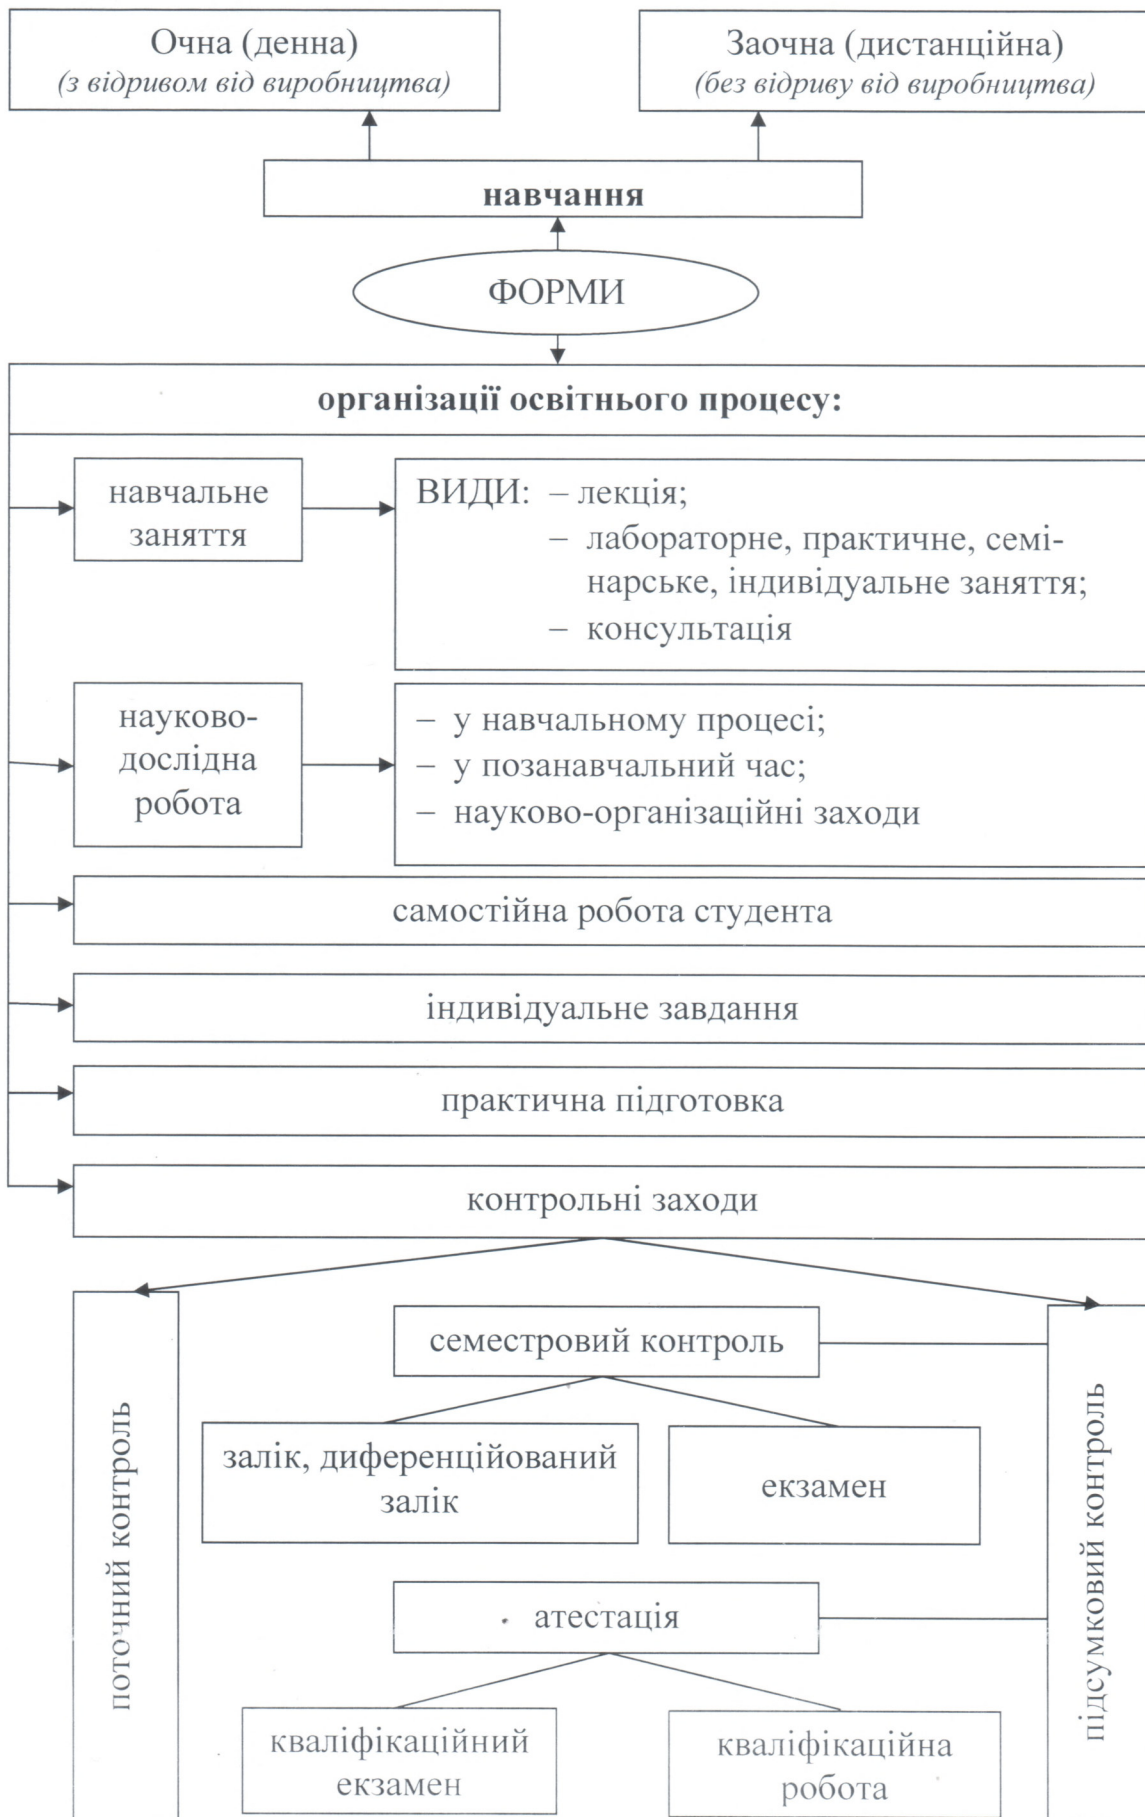 Очна (денна)
(з відривом від виробництва)
Заочна (дистанційна)
(без відриву від виробництва)
навчання
ФОРМИ
організації освітнього процесу:
навчальне
заняття
ВИДИ: – лекція;
– лабораторне, практичне, семі-
нарське, індивідуальне заняття;
– консультація
науково-
дослідна
робота
– у навчальному процесі;
– у позанавчальний час;
– науково-організаційні заходи
самостійна робота студента
індивідуальне завдання
практична підготовка
контрольні заходи
поточний контроль
семестровий контроль
залік, диференційований
залік
екзамен
атестація
кваліфікаційний
екзамен
кваліфікаційна
робота
підсумковий контроль